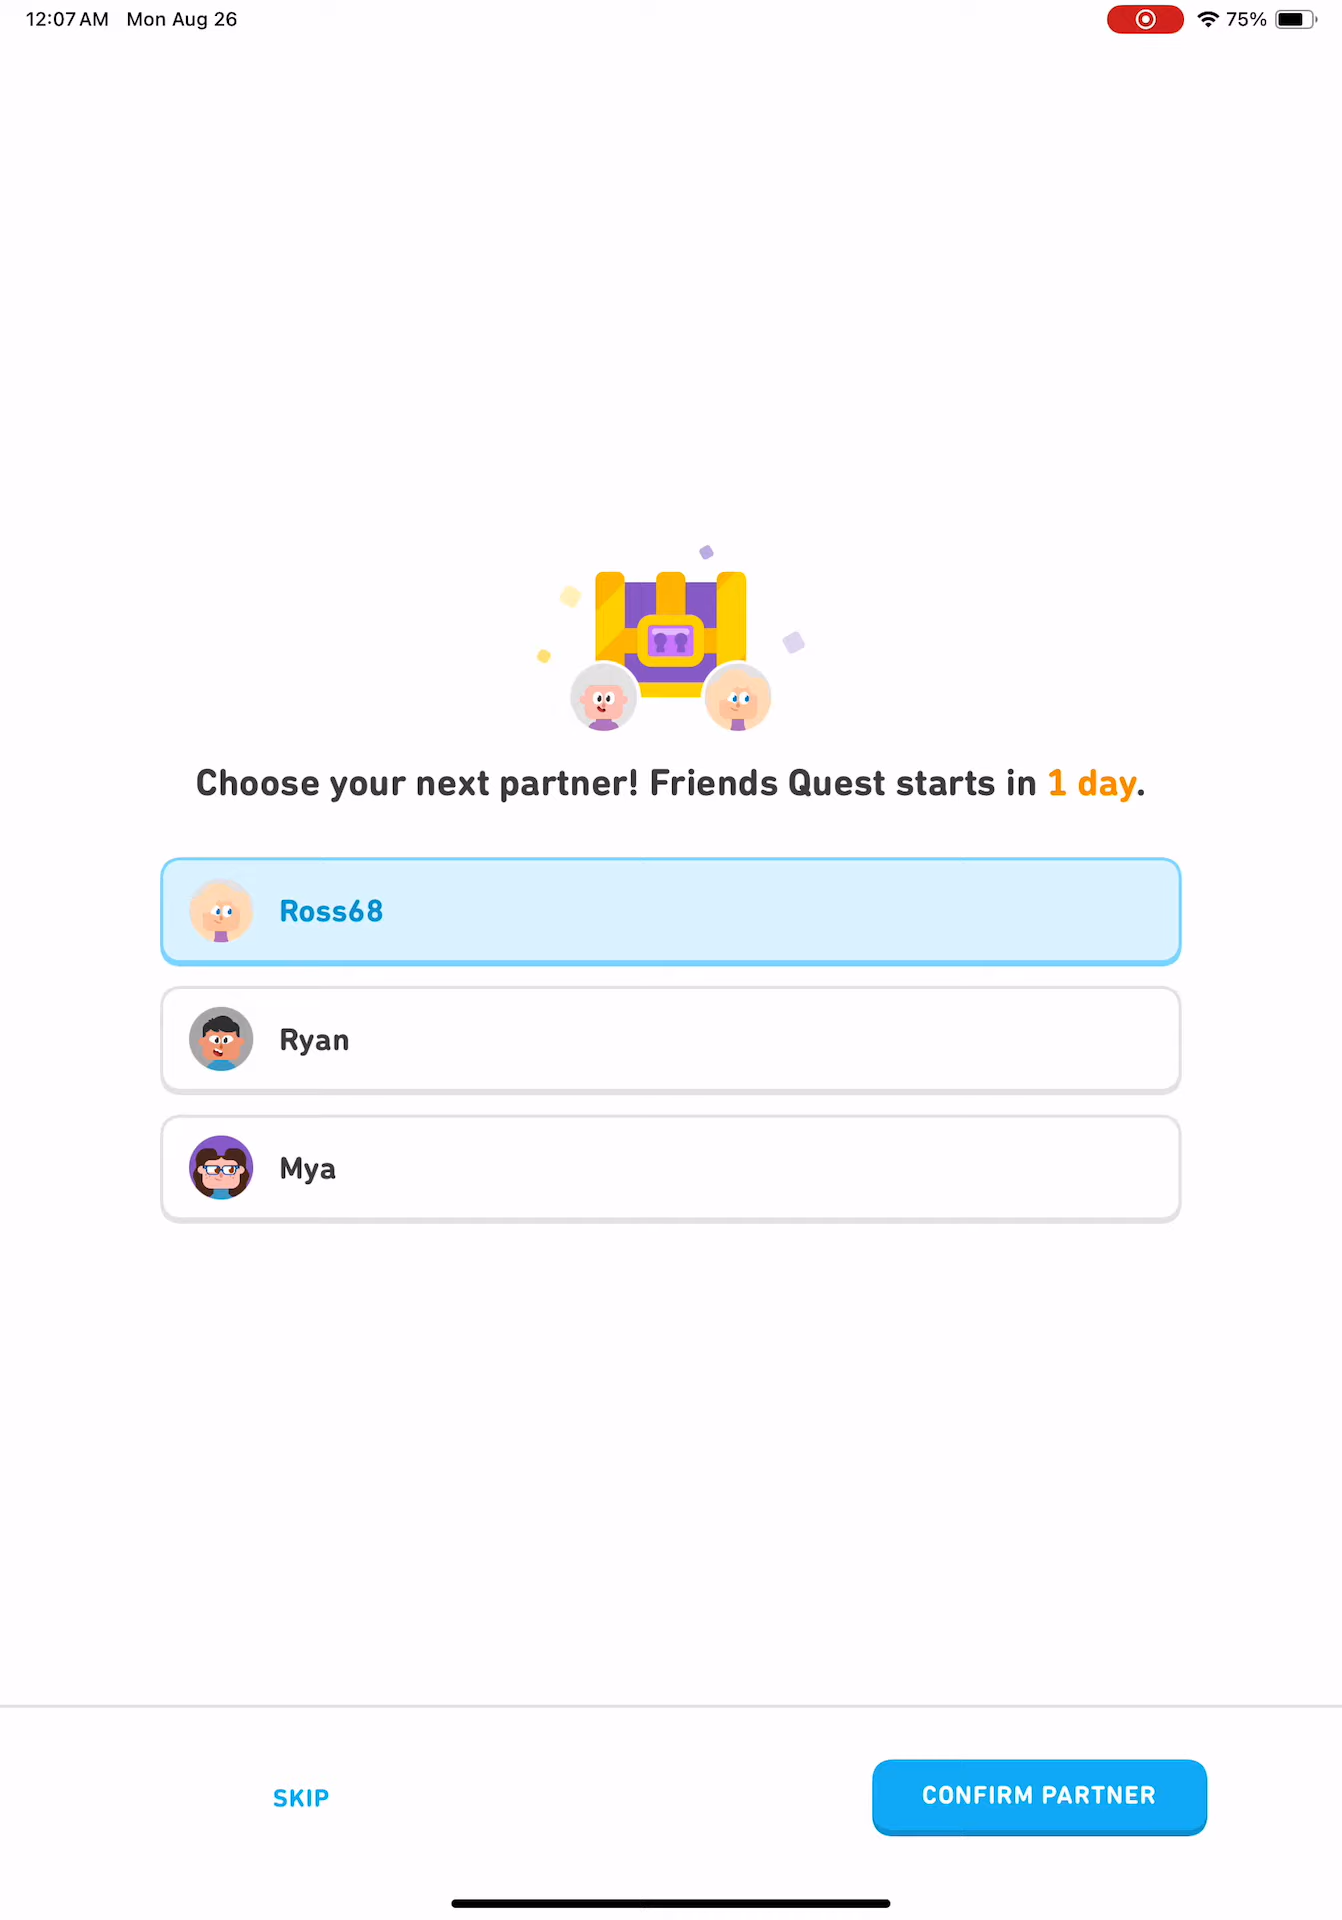 12:07 AM Mon Aug 26
75%
Choose your next partner! Friends Quest starts in 1 day.
Ross68
Ryan
Mya
SKIP
CONFIRM PARTNER